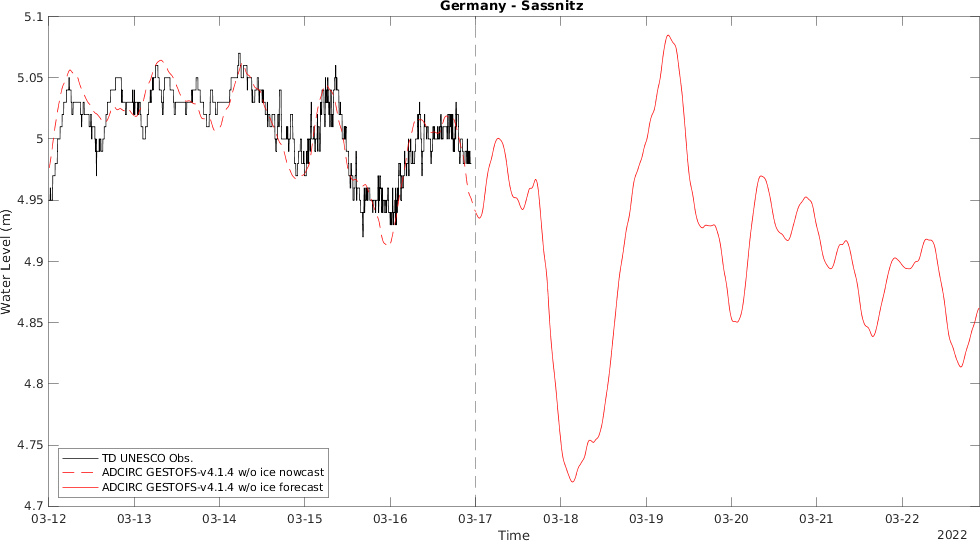 Germany - Sassnitz
5.1
5.05
5
4.95
4.9
4.85
4.8
4.75
4.7
Water Level (m)
TD UNESCO Obs.
ADCIRC GESTOFS-v4.1.4 w/o ice nowcast
ADCIRC GESTOFS-v4.1.4 w/o ice forecast
03-12 03-13 03-14 03-15 03-16 03-17 03-18 03-19 03-20 03-21 03-22
Time
2022